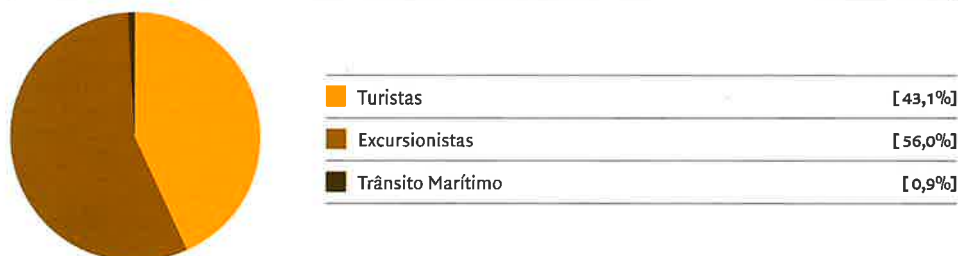 Turistas [43,1%]
Excursionistas [56,0%]
Trânsito Marítimo [0,9%]